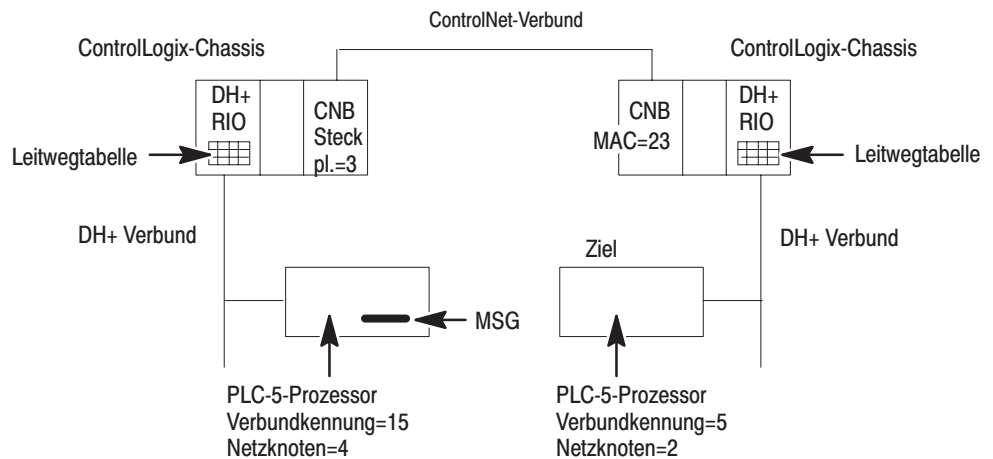 ControlNet-Verbund
ControlLogix-Chassis
ControlLogix-Chassis
DH+
RIO
CNB
Steck
pl.=3
CNB
MAC=23
DH+
RIO
Leitwegtabelle
Leitwegtabelle
DH+ Verbund
DH+ Verbund
Ziel
MSG
PLC-5-Prozessor
Verbundkennung=15
Netzknoten=4
PLC-5-Prozessor
Verbundkennung=5
Netzknoten=2